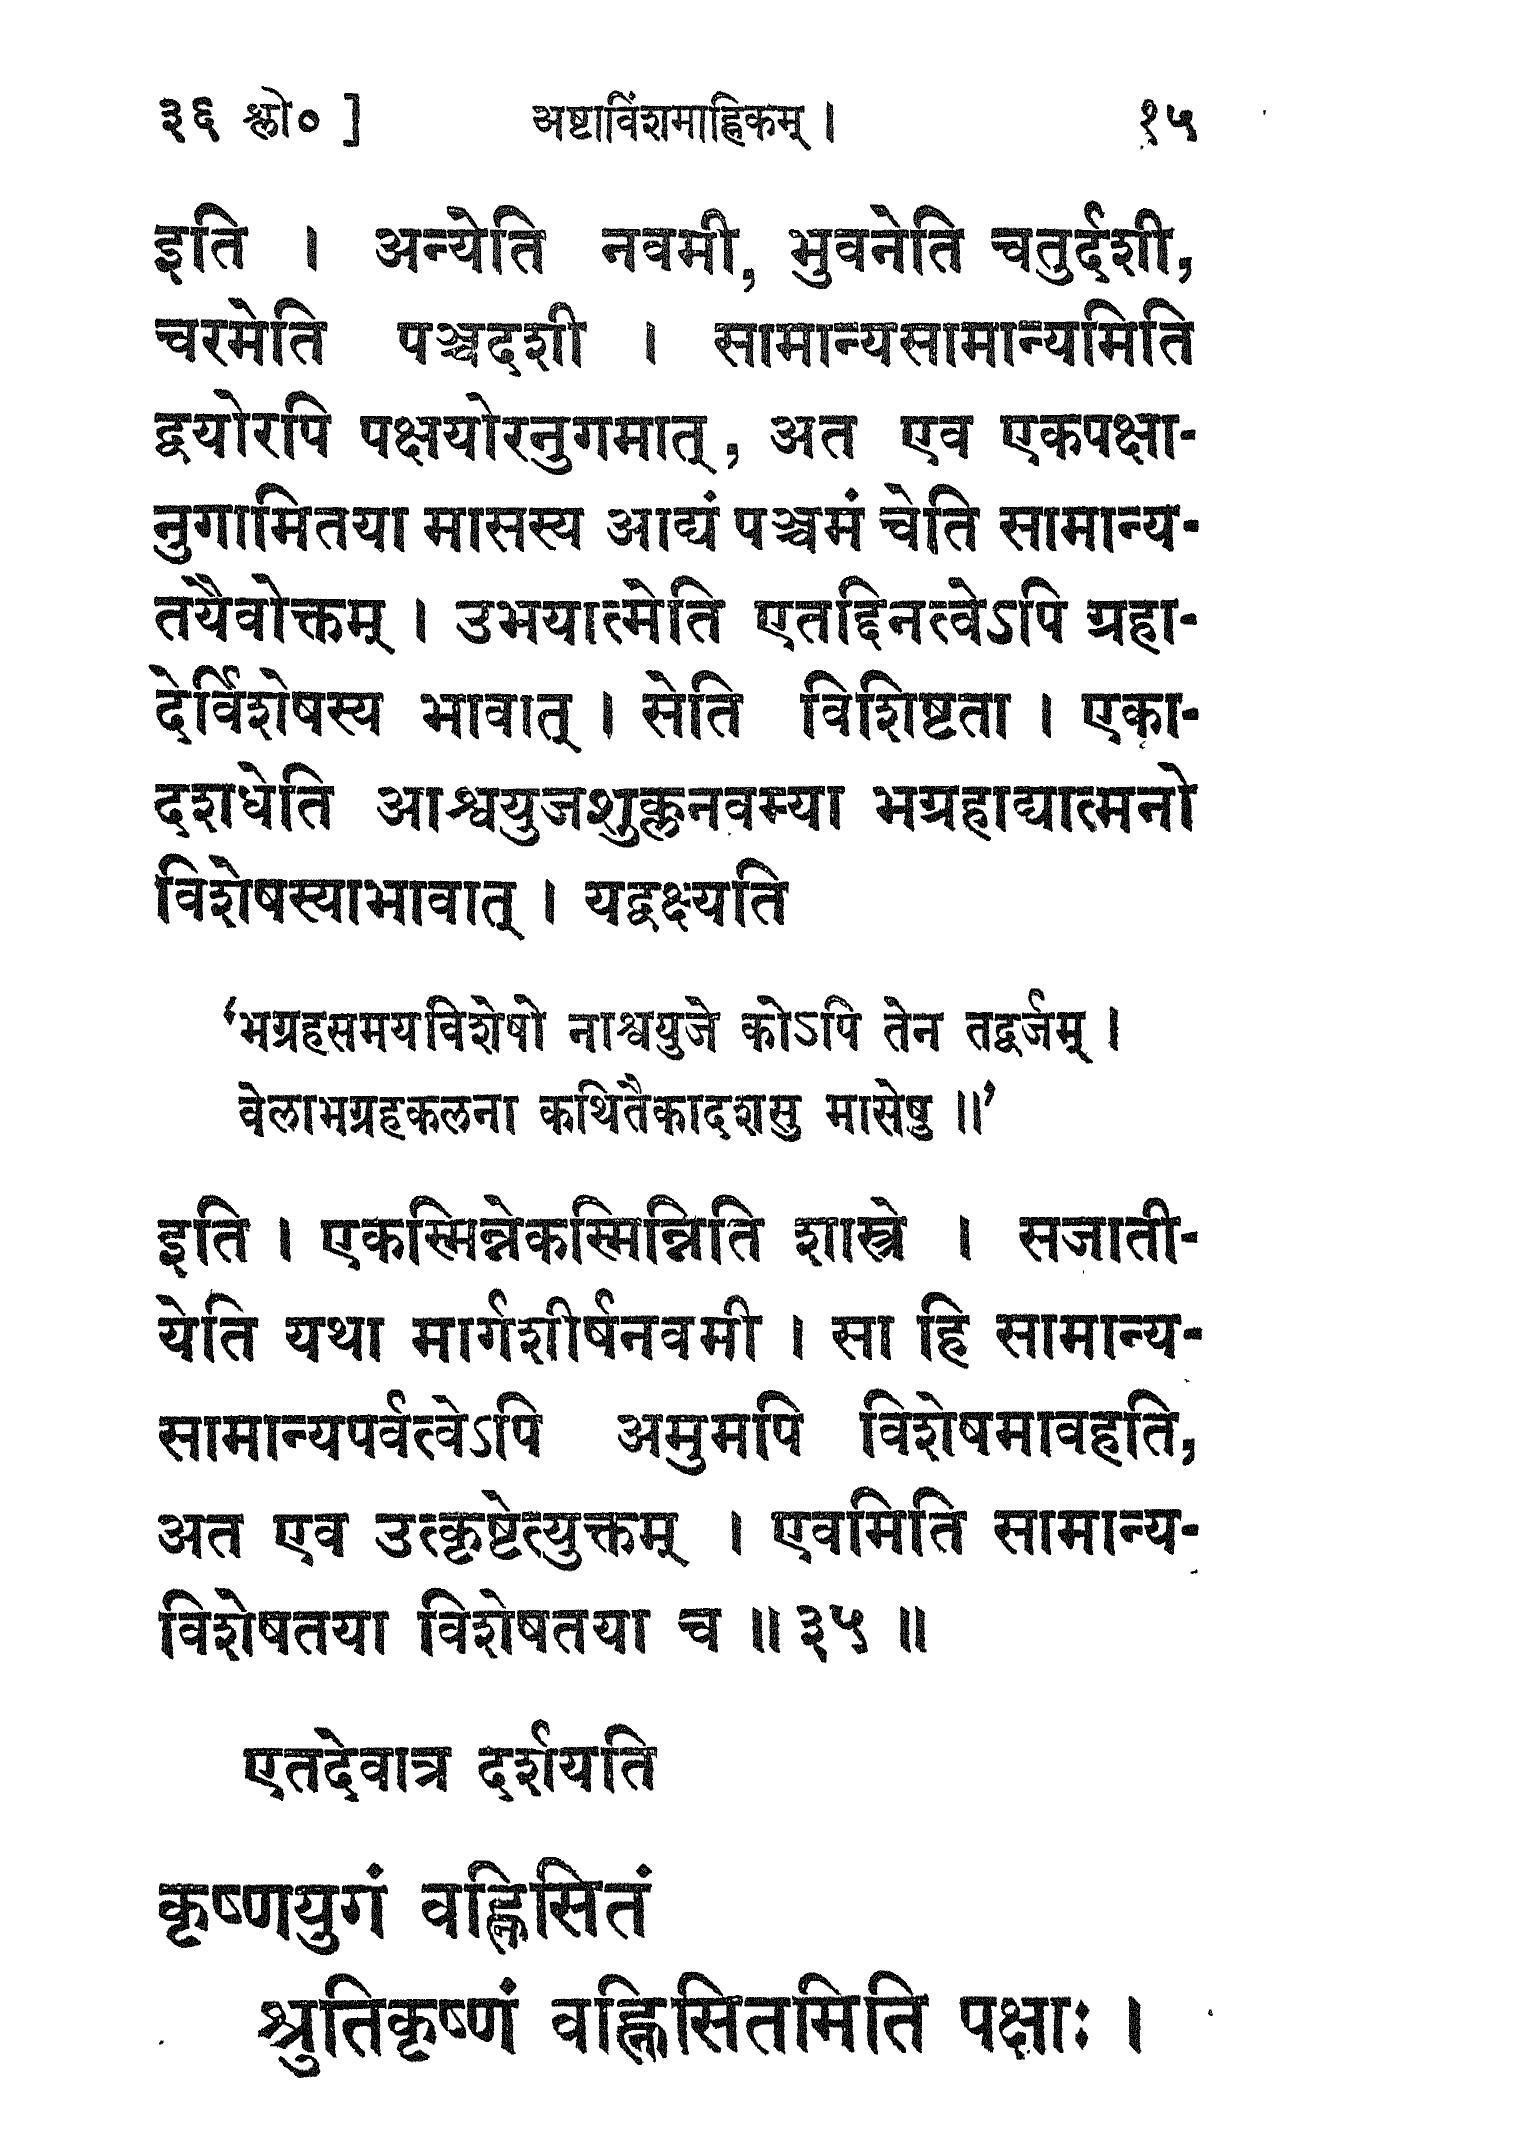 ३६ श्लो० ] अष्टाविंशमाह्निकम् । १५
इति । अन्येति नवमी, भुवनेति चतुर्दशी,
चरमेति पञ्चदशी । सामान्यसामान्यमिति
द्वयोरपि पक्षयोरनुगमात्, अत एव एकपक्षा-
नुगामितया मासस्य आद्यं पञ्चमं चेति सामान्य-
तयैवोक्तम् । उभयात्मेति एतद्दिनत्वेऽपि ग्रहा-
देर्विशेषस्य भावात् । सेति विशिष्टता । एका-
दशधेति आश्वयुजशुक्लनवम्या भग्रहाद्यात्मनो
विशेषस्याभावात् । यद्वक्ष्यति
‘भग्रहसमयविशेषो नाश्वयुजे कोऽपि तेन तद्वर्जम् ।
वेलाभग्रहकलना कथितैकादशसु मासेषु ॥’
इति । एकस्मिन्नेकस्मिन्निति शास्त्रे । सजाती-
येति यथा मार्गशीर्षनवमी । सा हि सामान्य-
सामान्यपर्वत्वेऽपि अमुमपि विशेषमावहति,
अत एव उत्कृष्टेत्युक्तम् । एवमिति सामान्य-
विशेषतया विशेषतया च ॥ ३५ ॥
एतदेवात्र दर्शयति
कृष्णयुगं वह्निसितं
श्रुतिकृष्णं वह्निसितमिति पक्षाः ।